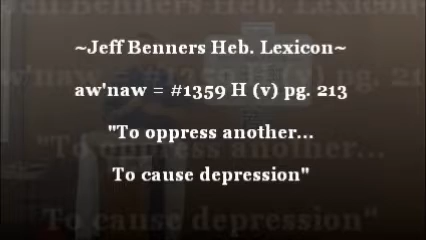 ~Jeff Benners Heb. Lexicon~
aw'naw = #1359 H (v) pg. 213
"To oppress another...
To cause depression"